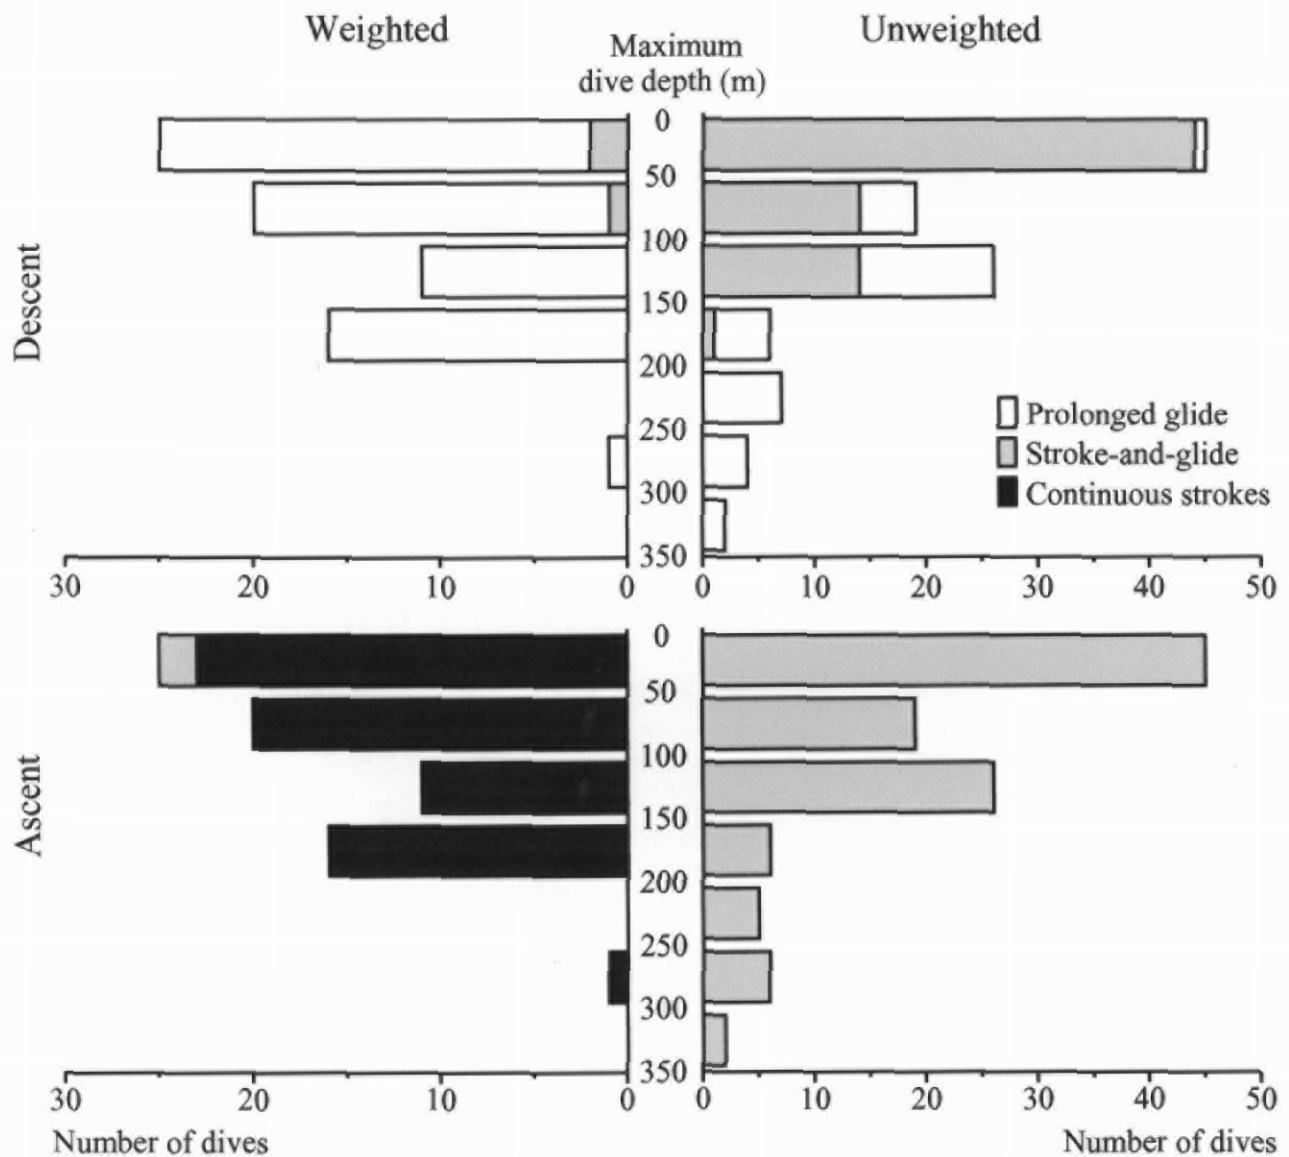 Weighted
Unweighted
Maximum
dive depth (m)
Descent
0
50
100
150
200
250
300
350
Prolonged glide
Stroke-and-glide
Continuous strokes
30 20 10 0
0 10 20 30 40 50
Ascent
0
50
100
150
200
250
300
350
30 20 10 0
0 10 20 30 40 50
Number of dives
Number of dives